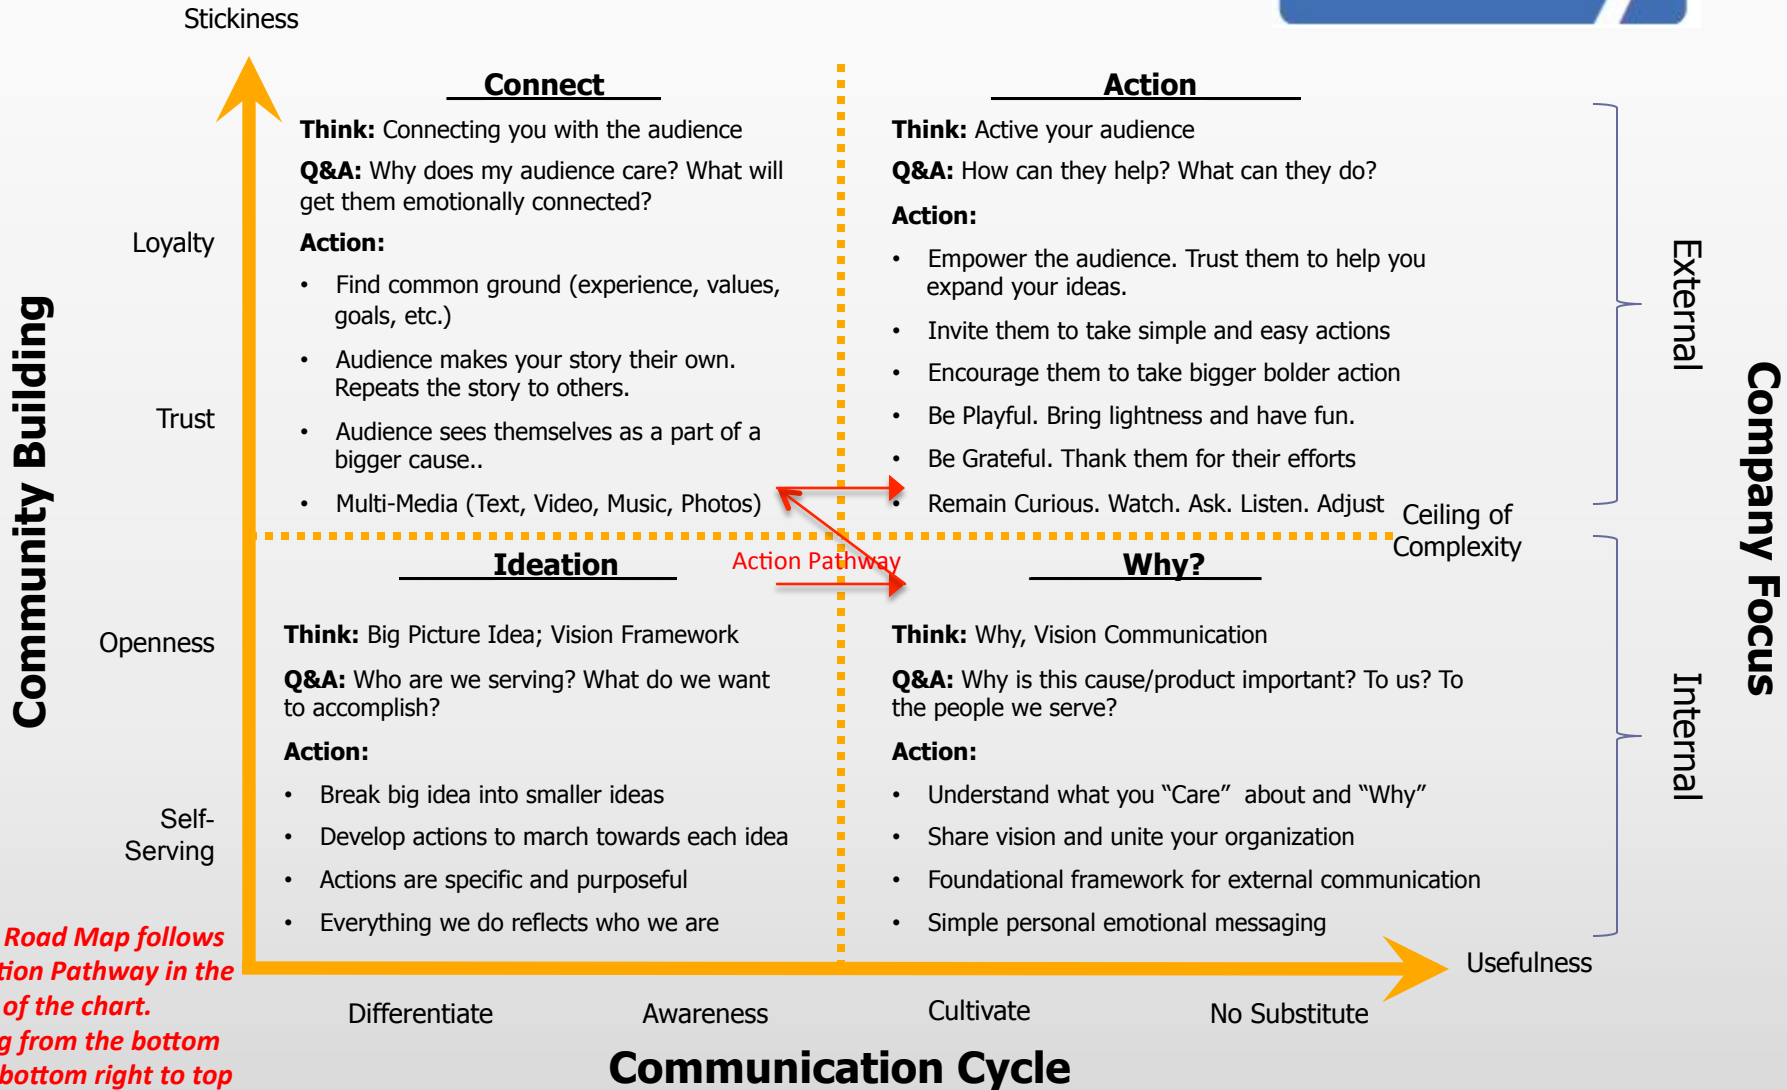 Stickiness
Loyalty
Trust
Openness
Self-
Serving
Community Building
Connect
Think: Connecting you with the audience
Q&A: Why does my audience care? What will
get them emotionally connected?
Action:
• Find common ground (experience, values,
goals, etc.)
• Audience makes your story their own.
Repeats the story to others.
• Audience sees themselves as a part of a
bigger cause..
• Multi-Media (Text, Video, Music, Photos)
Action
Think: Active your audience
Q&A: How can they help? What can they do?
Action:
• Empower the audience. Trust them to help you
expand your ideas.
• Invite them to take simple and easy actions
• Encourage them to take bigger bolder action
• Be Playful. Bring lightness and have fun.
• Be Grateful. Thank them for their efforts
• Remain Curious. Watch. Ask. Listen. Adjust
Ceiling of
Complexity
Action Pathway
Ideation
Think: Big Picture Idea; Vision Framework
Q&A: Who are we serving? What do we want
to accomplish?
Action:
• Break big idea into smaller ideas
• Develop actions to march towards each idea
• Actions are specific and purposeful
• Everything we do reflects who we are
Why?
Think: Why, Vision Communication
Q&A: Why is this cause/product important? To us? To
the people we serve?
Action:
• Understand what you “Care” about and “Why”
• Share vision and unite your organization
• Foundational framework for external communication
• Simple personal emotional messaging
External
Internal
Company Focus
Road Map follows
Pathway in the
of the chart.
from the bottom
bottom right to top
Usefulness
Differentiate
Awareness
Cultivate
No Substitute
Communication Cycle